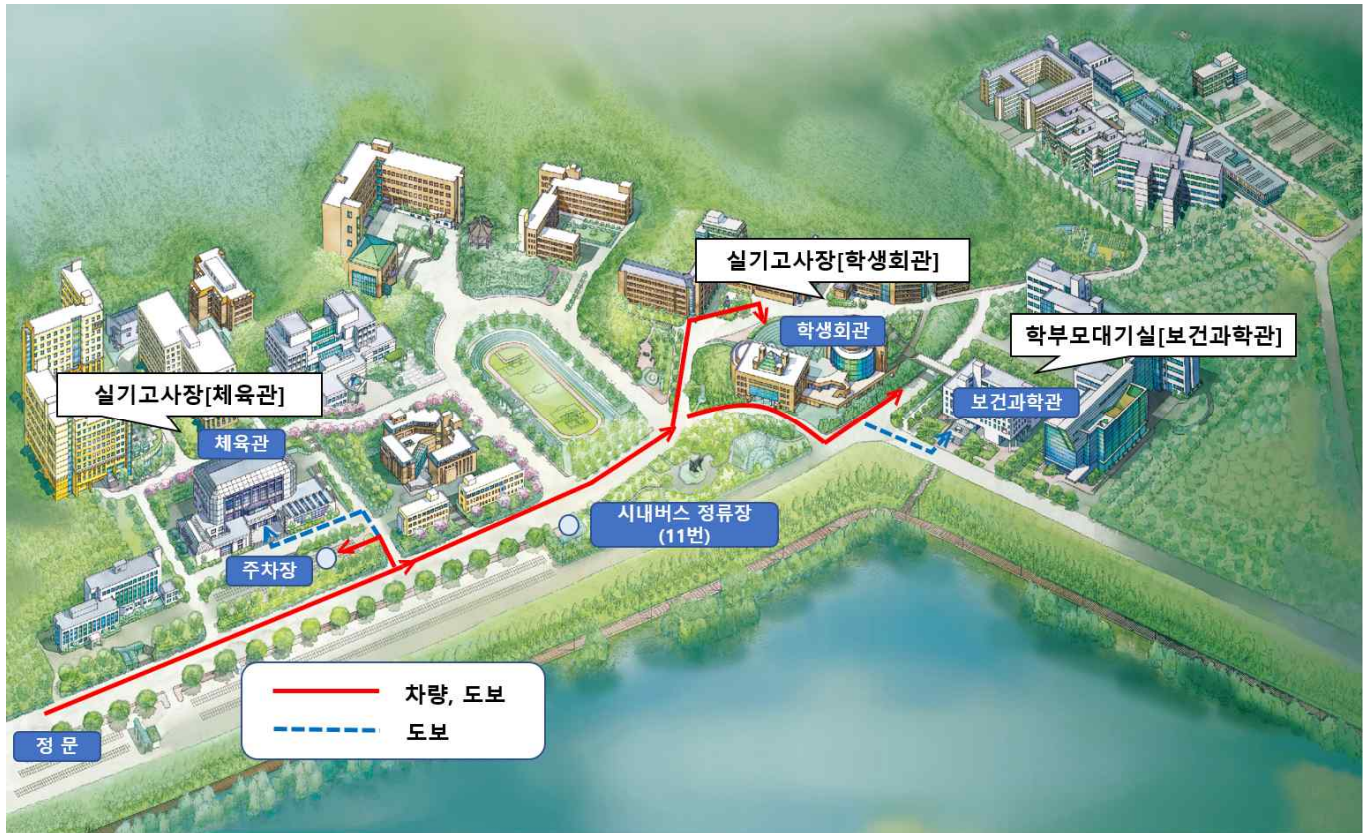 실기고사장[학생회관]
학생회관
학부모대기실[보건과학관]
보건과학관
실기고사장[체육관]
체육관
시내버스 정류장
(11번)
주차장
차량, 도보
도보
정 문